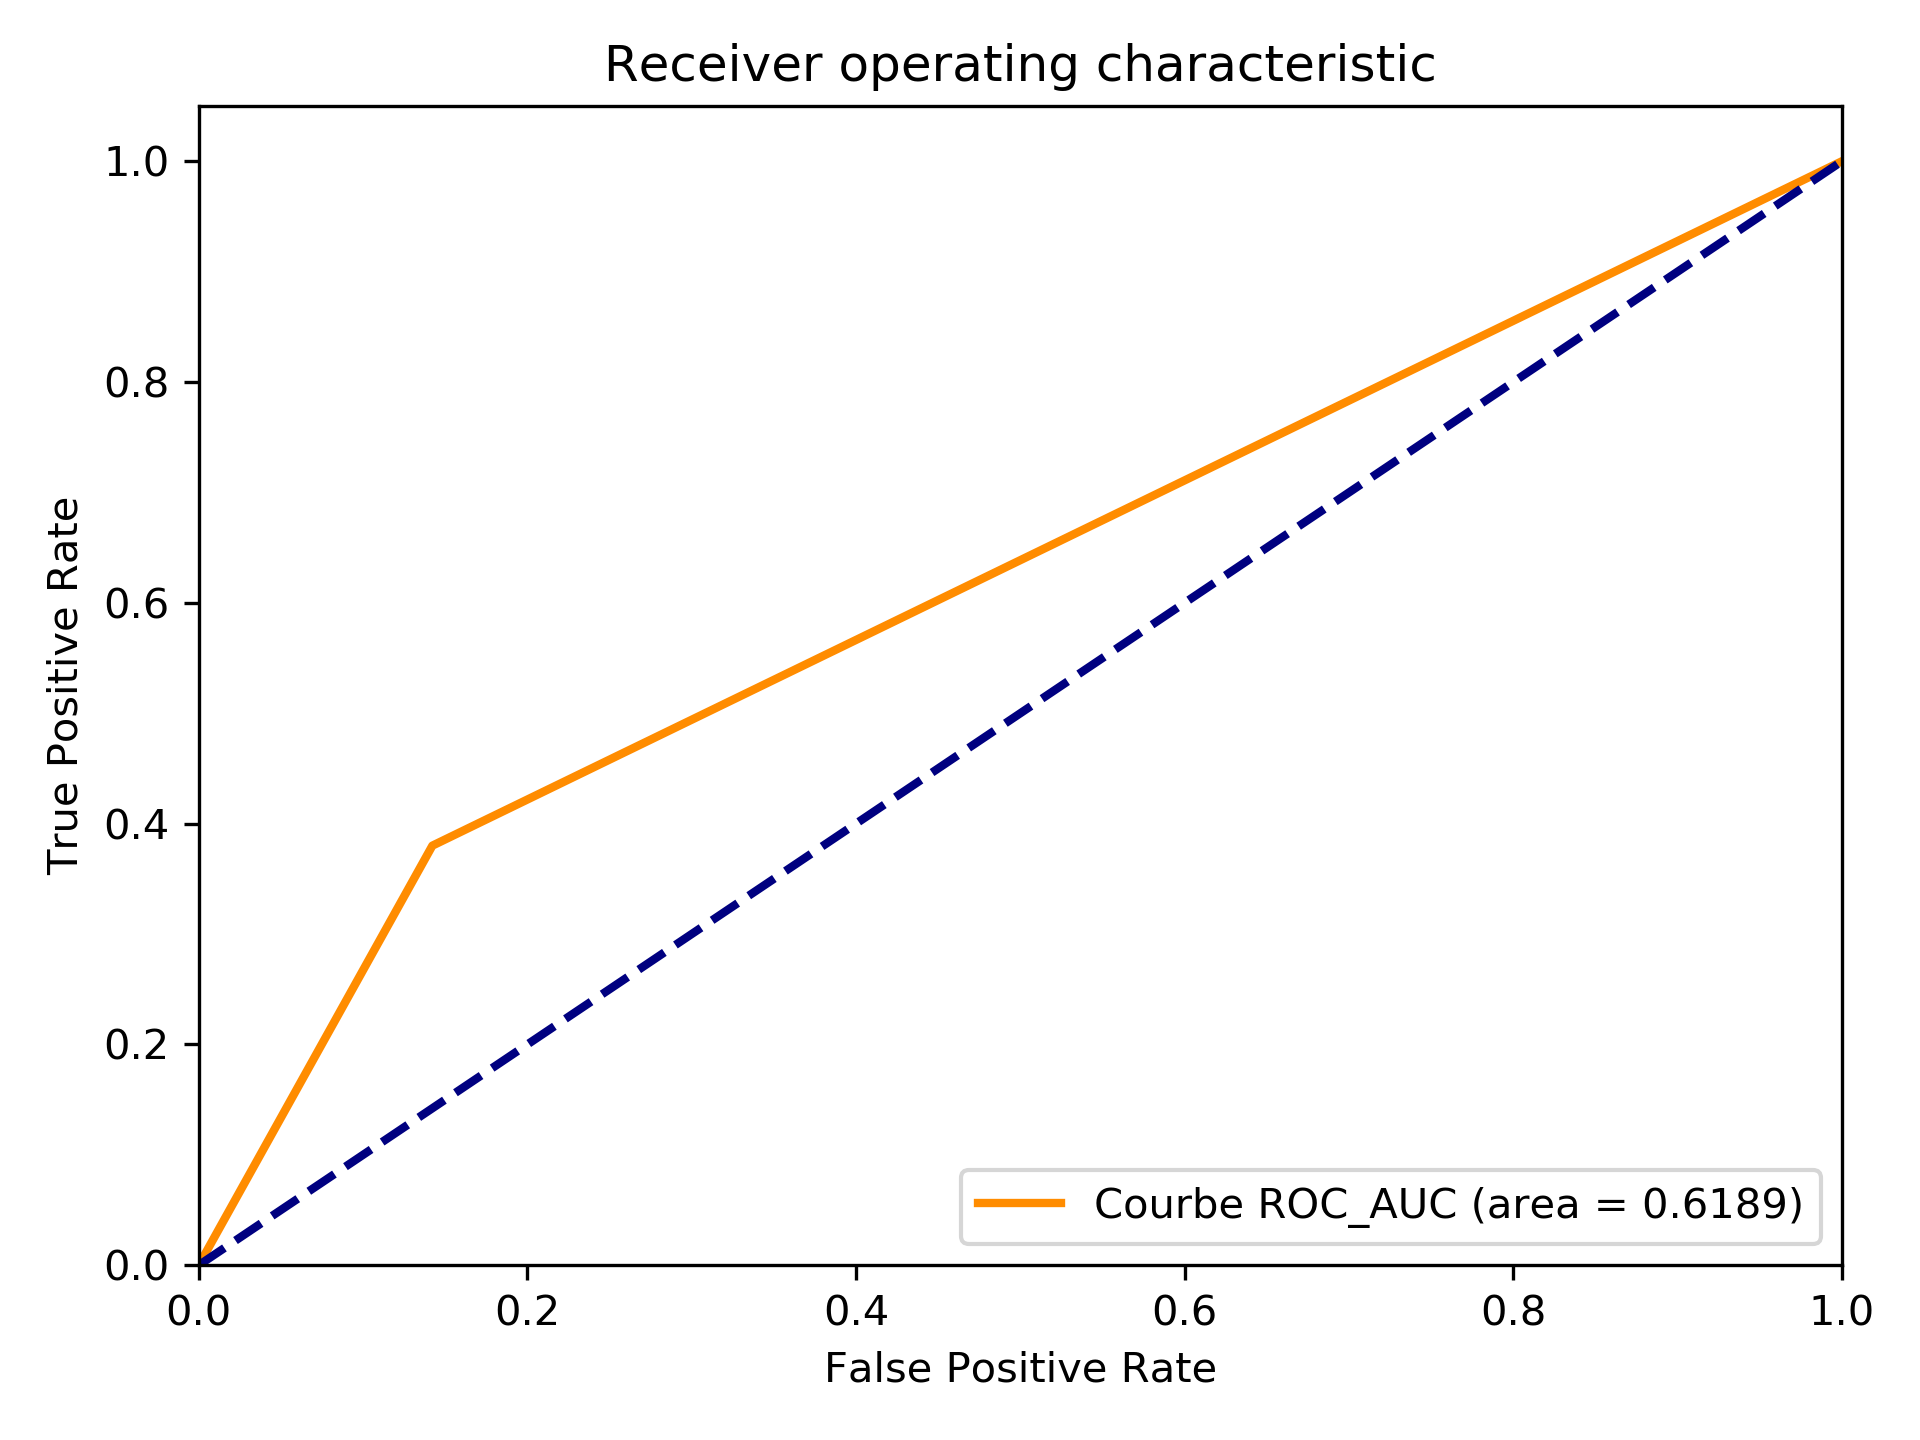 Receiver operating characteristic
True Positive Rate
1.0
0.8
0.6
0.4
0.2
0.0
Courbe ROC_AUC (area = 0.6189)
0.0 0.2 0.4 0.6 0.8 1.0
False Positive Rate